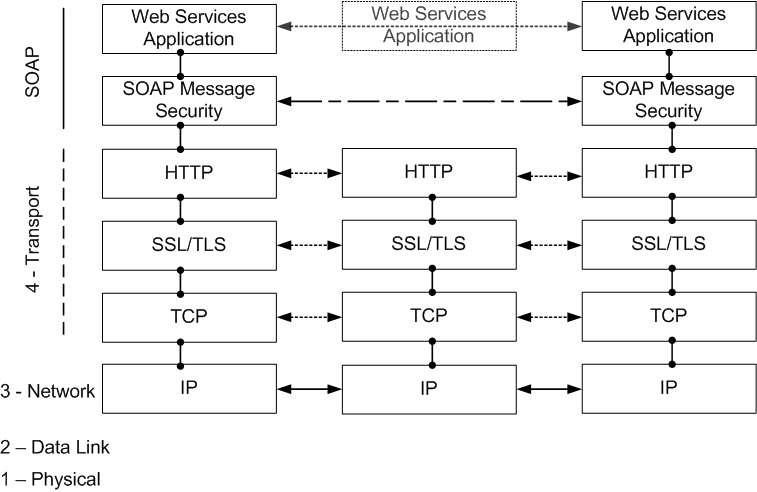 Web Services
Application
Web Services
Application
Web Services
Application
SOAP
SOAP Message
Security
SOAP Message
Security
4 - Transport
HTTP
HTTP
HTTP
SSL/TLS
SSL/TLS
SSL/TLS
TCP
TCP
TCP
3 - Network
IP
IP
IP
2 – Data Link
1 – Physical